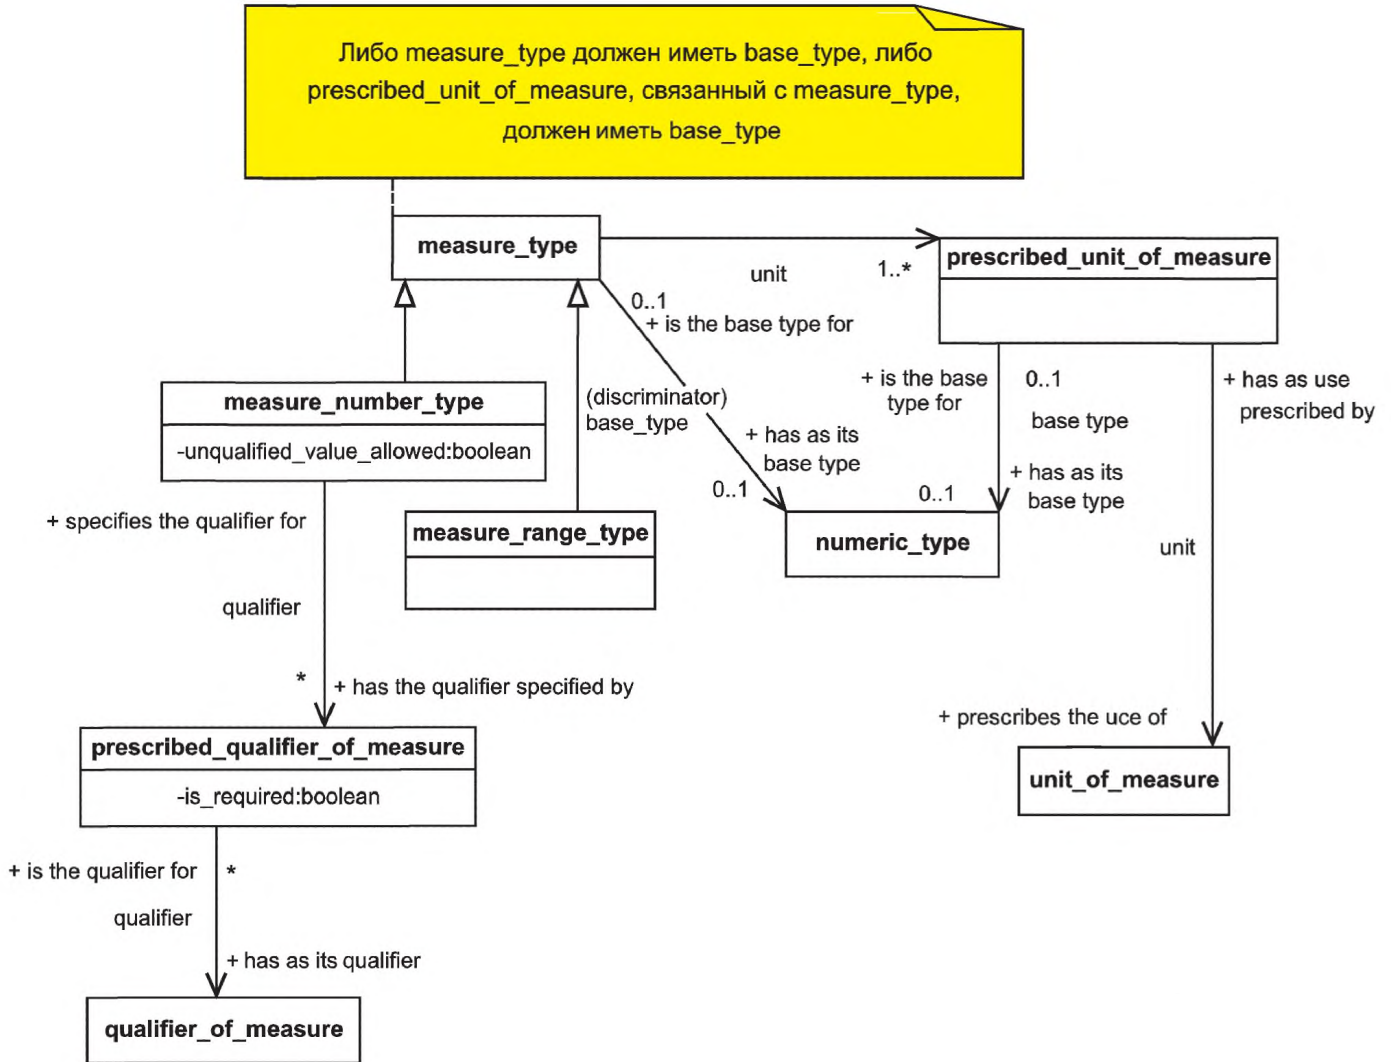 Либо measure_type должен иметь base_type, либо
prescribed_unit_of_measure, связанный с measure_type,
должен иметь base_type
measure_type
unit
1..*
prescribed_unit_of_measure
0..1
+ is the base type for
measure_number_type
-unqualified_value_allowed:boolean
(discriminator)
base_type
+ has as its
base type
0..1
+ is the base
type for
0..1
base type
+ has as its
base type
0..1
+ has as use
prescribed by
+ specifies the qualifier for
measure_range_type
numeric_type
unit
qualifier
*
+ has the qualifier specified by
+ prescribes the uce of
prescribed_qualifier_of_measure
-is_required:boolean
unit_of_measure
+ is the qualifier for
*
qualifier
+ has as its qualifier
qualifier_of_measure